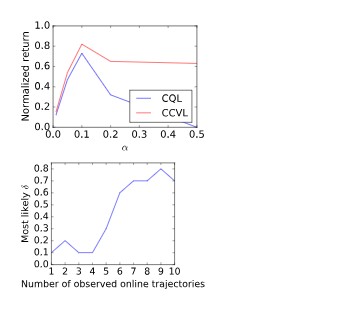 Normalized return
1.0
0.8
0.6
0.4
0.2
0.0
CQL
CCVL
0.0 0.1 0.2 0.3 0.4 0.5
α
Most likely δ
0.8
0.7
0.6
0.5
0.4
0.3
0.2
0.1
0.0
1 2 3 4 5 6 7 8 9 10
Number of observed online trajectories